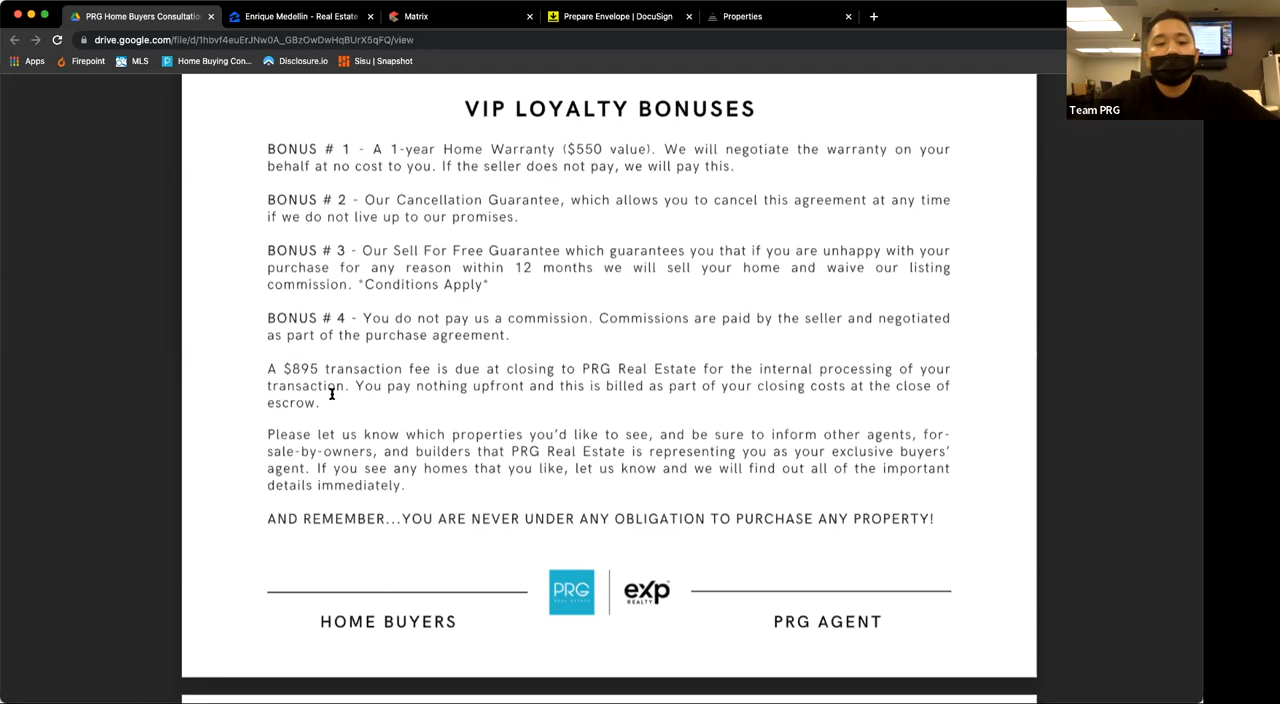 PRG Home Buyers Consultatio
Enrique Medellin - Real Estate
Matrix
Prepare Envelope | DocuSign
Properties
drive.google.com/file/d/1hbvf4euErJNw0A_GBzOwDwHqBUrX5qFQ/view
Apps
Firepoint
MLS
Home Buying Con...
Disclosure.io
Sisu | Snapshot
Team PRG
VIP LOYALTY BONUSES
BONUS # 1 - A 1-year Home Warranty ($550 value). We will negotiate the warranty on your
behalf at no cost to you. If the seller does not pay, we will pay this.
BONUS # 2 - Our Cancellation Guarantee, which allows you to cancel this agreement at any time
if we do not live up to our promises.
BONUS # 3 - Our Sell For Free Guarantee which guarantees you that if you are unhappy with your
purchase for any reason within 12 months we will sell your home and waive our listing
commission. *Conditions Apply*
BONUS # 4 - You do not pay us a commission. Commissions are paid by the seller and negotiated
as part of the purchase agreement.
A $895 transaction fee is due at closing to PRG Real Estate for the internal processing of your
transaction. You pay nothing upfront and this is billed as part of your closing costs at the close of
escrow.
Please let us know which properties you'd like to see, and be sure to inform other agents, for-
sale-by-owners, and builders that PRG Real Estate is representing you as your exclusive buyers'
agent. If you see any homes that you like, let us know and we will find out all of the important
details immediately.
AND REMEMBER...YOU ARE NEVER UNDER ANY OBLIGATION TO PURCHASE ANY PROPERTY!
PRG
REAL ESTATE
exp
REALTY
HOME BUYERS
PRG AGENT